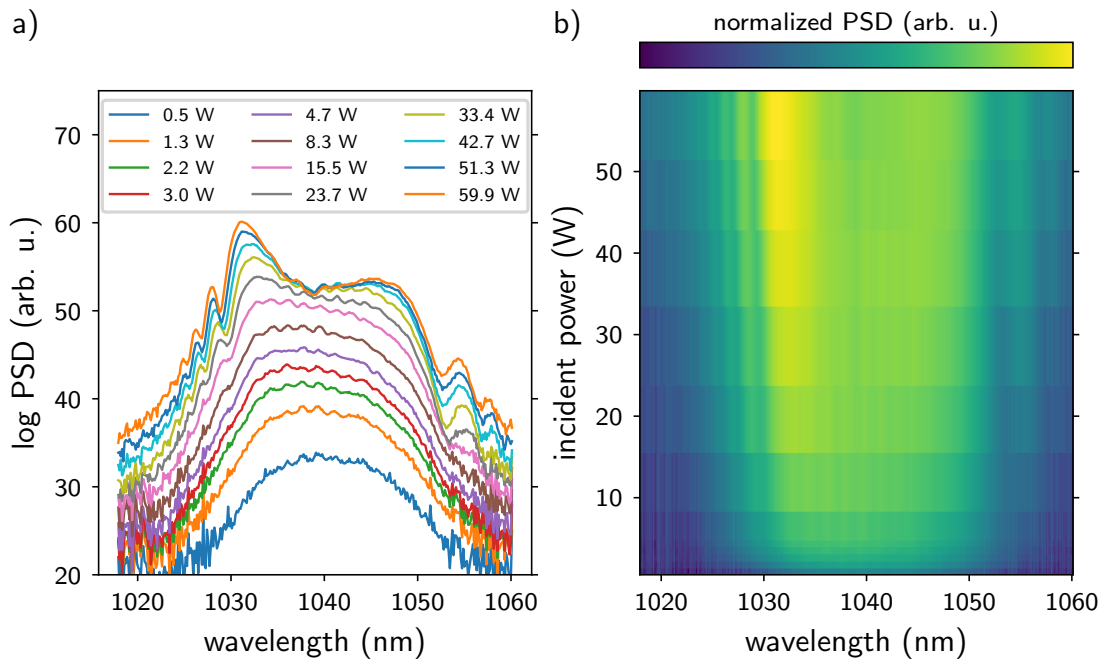 a)
70
60
50
40
30
20
log PSD (arb. u.)
0.5 W
1.3 W
2.2 W
3.0 W
4.7 W
8.3 W
15.5 W
23.7 W
33.4 W
42.7 W
51.3 W
59.9 W
1020 1030 1040 1050 1060
wavelength (nm)
b)
normalized PSD (arb. u.)
50
40
30
20
10
incident power (W)
1020 1030 1040 1050 1060
wavelength (nm)